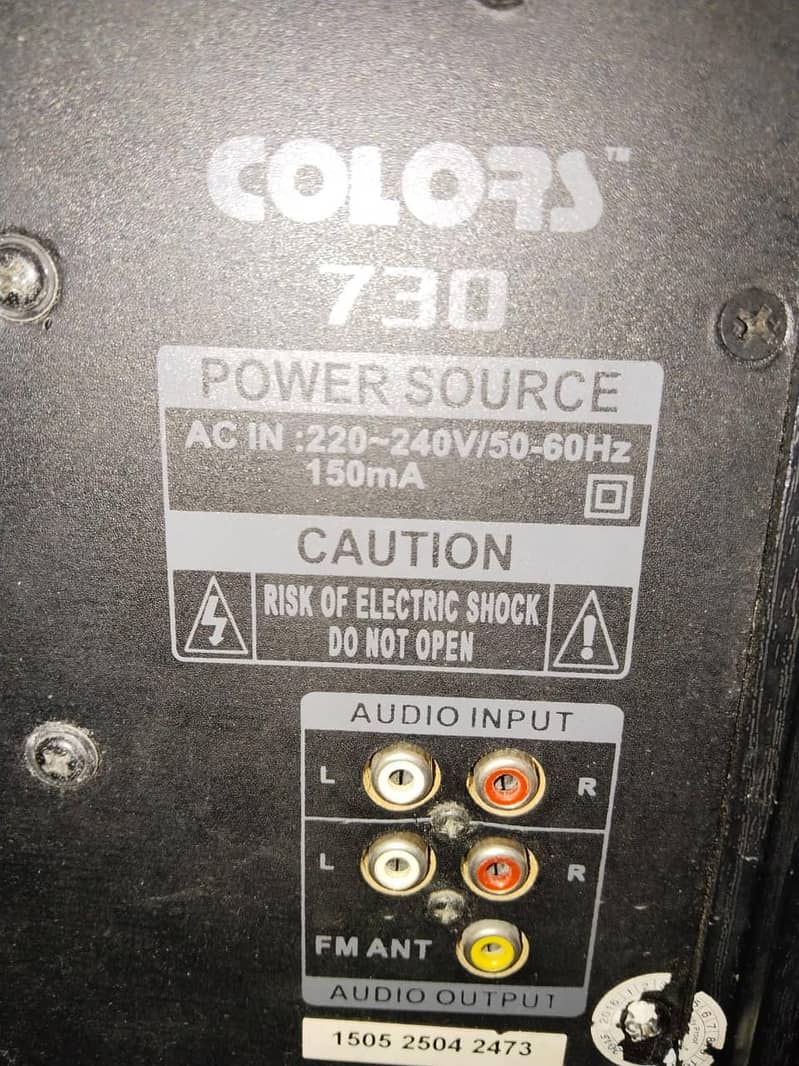 COLORS™
730
POWER SOURCE
AC IN :220~240V/50-60Hz
150mA
CAUTION
RISK OF ELECTRIC SHOCK
DO NOT OPEN
AUDIO INPUT
L R
L R
FM ANT
AUDIO OUTPUT
1505 2504 2473